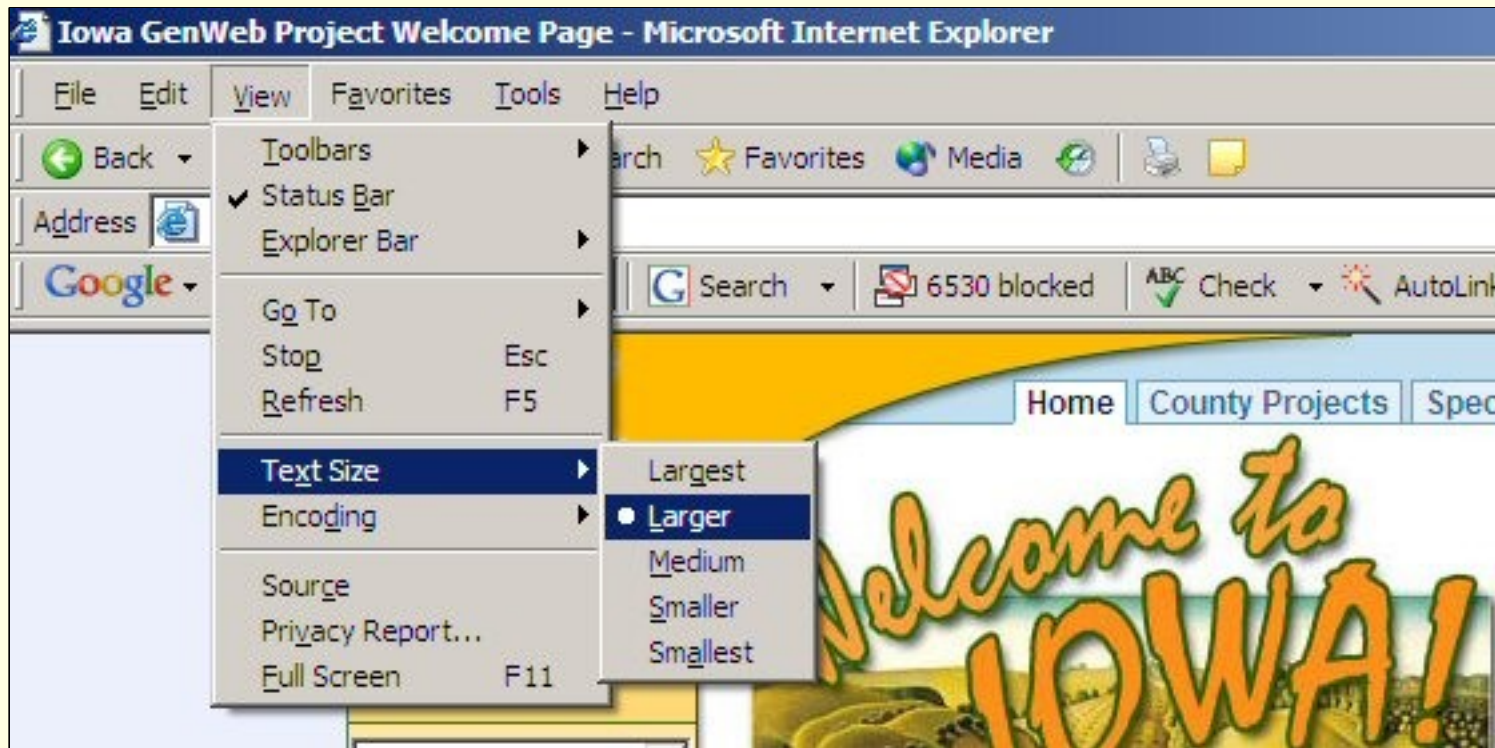 Iowa GenWeb Project Welcome Page - Microsoft Internet Explorer
File Edit View Favorites Tools Help
Back arch Favorites Media
Toolbars
Status Bar
Address
Explorer Bar
Google Search 6530 blocked ABC Check AutoLink
Go To
Stop Esc
Refresh F5
Home County Projects Spec
Text Size
Largest
Encoding
Larger
Medium
Source
Smaller
Privacy Report...
Smallest
Full Screen F11
Welcome to
IOWA!